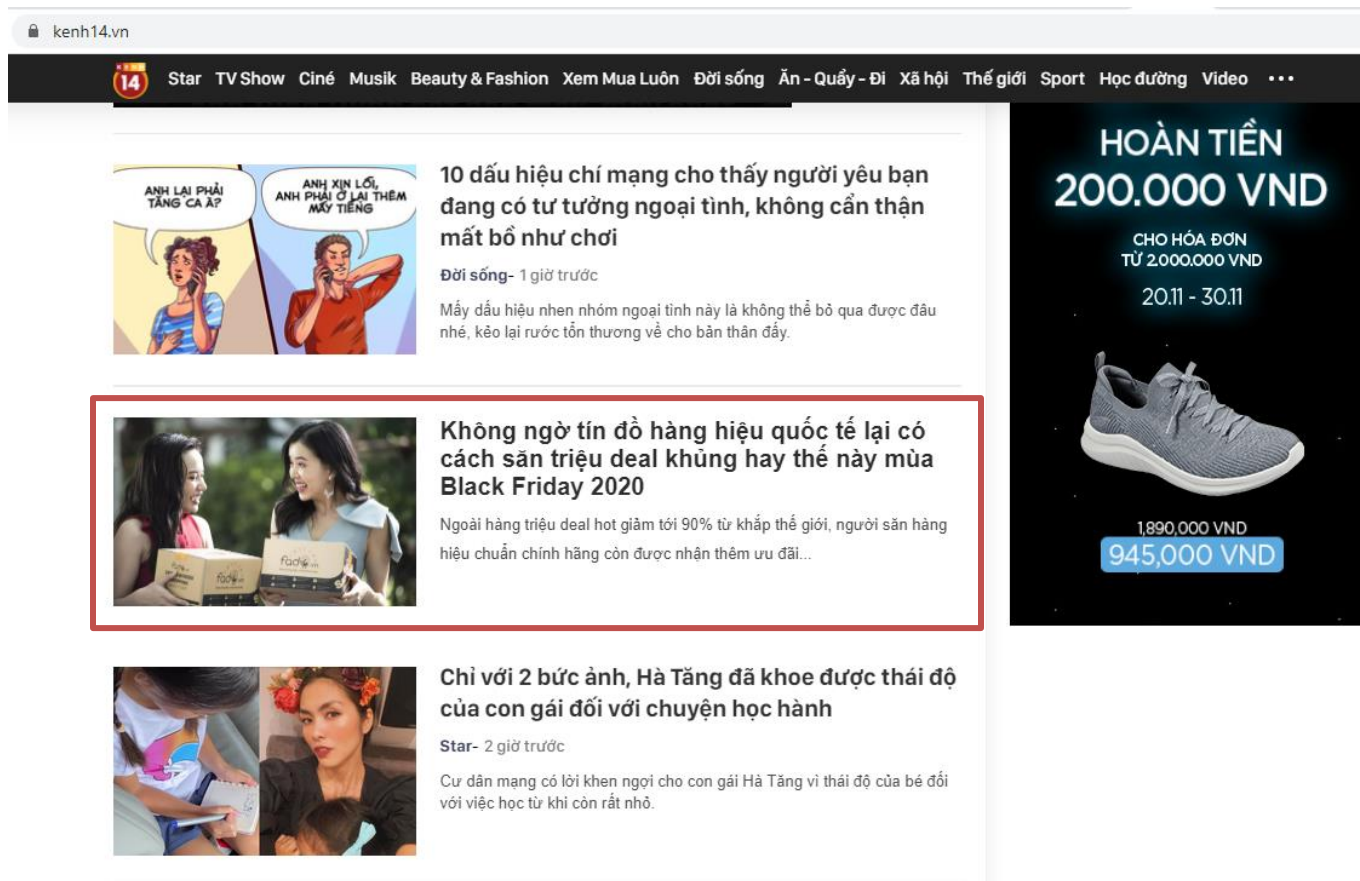 kenh14.vn
KENH
14
Star TV Show Ciné Musik Beauty & Fashion Xem Mua Luôn Đời sống Ăn - Quẩy - Đi Xã hội Thế giới Sport Học đường Video •••
ANH LẠI PHẢI
TĂNG CA À?
ANH XIN LỖI,
ANH PHẢI Ở LẠI THÊM
MẤY TIẾNG
10 dấu hiệu chí mạng cho thấy người yêu bạn
đang có tư tưởng ngoại tình, không cẩn thận
mất bồ như chơi
Đời sống- 1 giờ trước
Mấy dấu hiệu nhen nhóm ngoại tình này là không thể bỏ qua được đâu
nhé, kẻo lại rước tổn thương về cho bản thân đấy.
fado.vn
fado.vn
Không ngờ tín đồ hàng hiệu quốc tế lại có
cách săn triệu deal khủng hay thế này mùa
Black Friday 2020
Ngoài hàng triệu deal hot giảm tới 90% từ khắp thế giới, người săn hàng
hiệu chuẩn chính hãng còn được nhận thêm ưu đãi...
Chỉ với 2 bức ảnh, Hà Tăng đã khoe được thái độ
của con gái đối với chuyện học hành
Star- 2 giờ trước
Cư dân mạng có lời khen ngợi cho con gái Hà Tăng vì thái độ của bé đối
với việc học từ khi còn rất nhỏ.
HOÀN TIỀN
200.000 VND
CHO HÓA ĐƠN
TỪ 2.000.000 VND
20.11 - 30.11
1,890,000 VND
945,000 VND